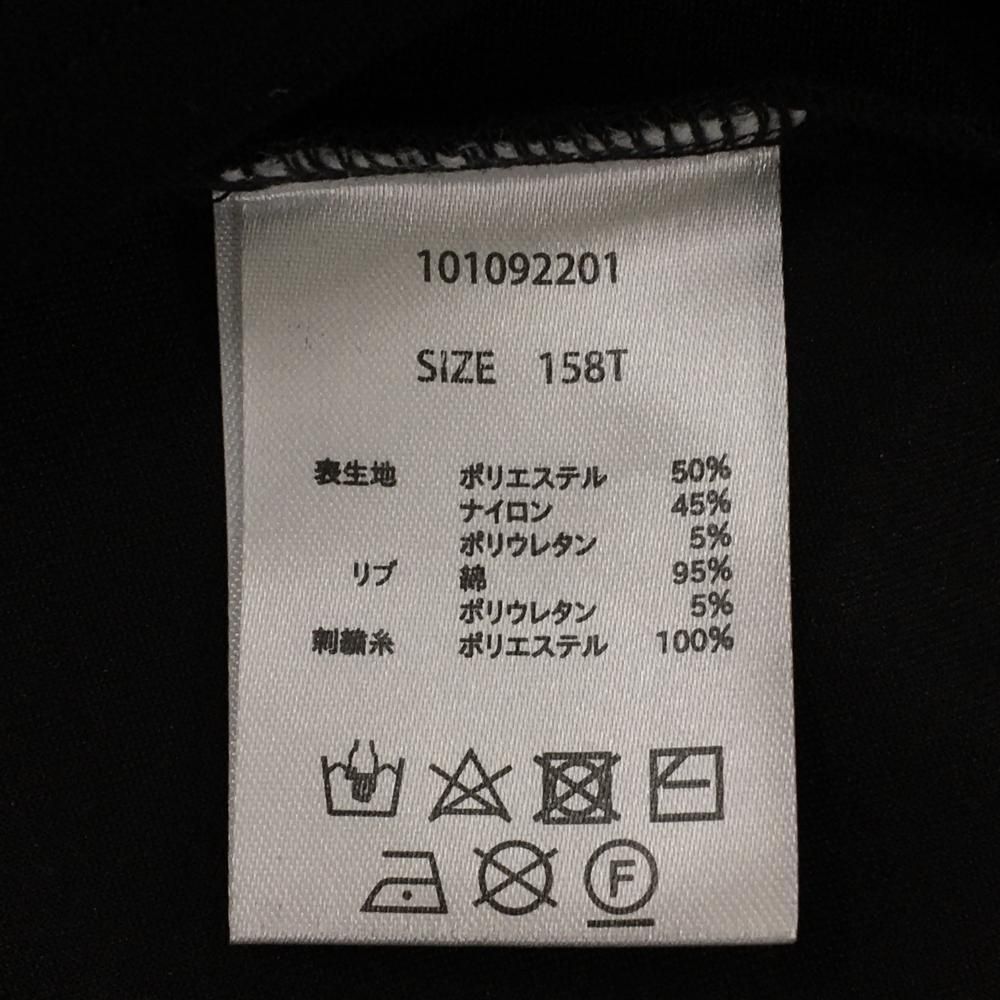 101092201
SIZE 158T
表生地 ポリエステル 50%
ナイロン 45%
ポリウレタン 5%
リブ 綿 95%
ポリウレタン 5%
刺繍糸 ポリエステル 100%
F